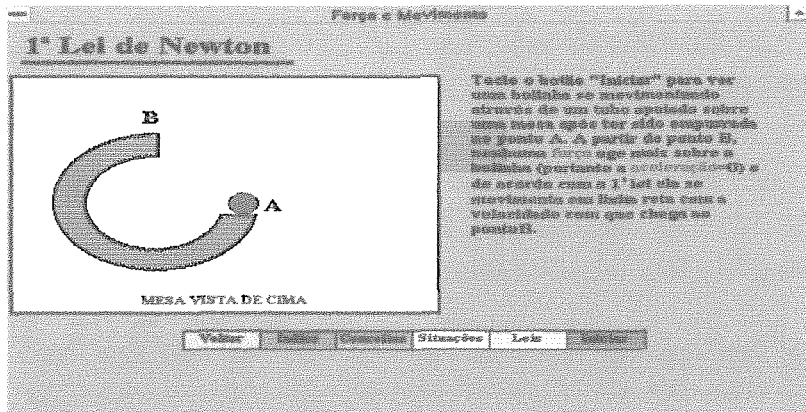 Força e Movimento
1ª Lei de Newton
Tecle o botão "Iniciar" para ver
uma bolinha se movimentando
através de um tubo apoiado sobre
uma mesa após ter sido empurrada
no ponto A. A partir do ponto B,
nenhuma força age mais sobre a
bolinha (portanto a aceleração=0) e
de acordo com a 1ª lei ela se
movimenta em linha reta com a
velocidade com que chega ao
pontoB.
B
A
MESA VISTA DE CIMA
Voltar
Situações
Leis
Iniciar